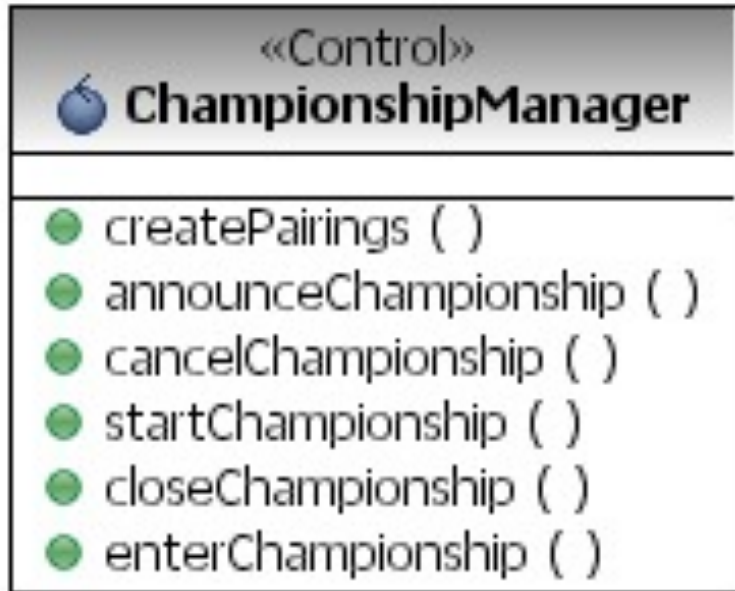 «Control»
ChampionshipManager
createPairings ( )
announceChampionship ( )
cancelChampionship ( )
startChampionship ( )
closeChampionship ( )
enterChampionship ( )